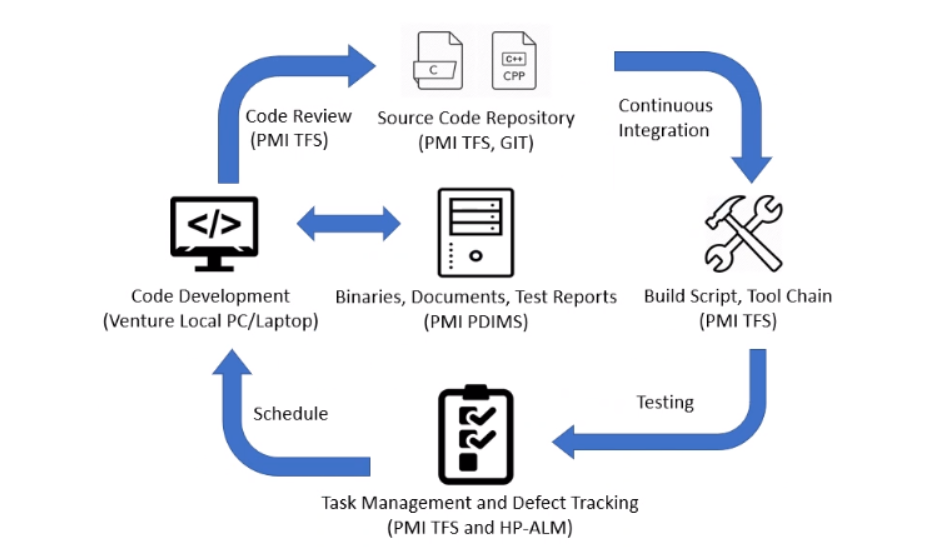 C
C++
CPP
Code Review
(PMI TFS)
Source Code Repository
(PMI TFS, GIT)
Continuous
Integration
</>
Code Development
(Venture Local PC/Laptop)
Binaries, Documents, Test Reports
(PMI PDIMS)
Build Script, Tool Chain
(PMI TFS)
Schedule
Testing
Task Management and Defect Tracking
(PMI TFS and HP-ALM)